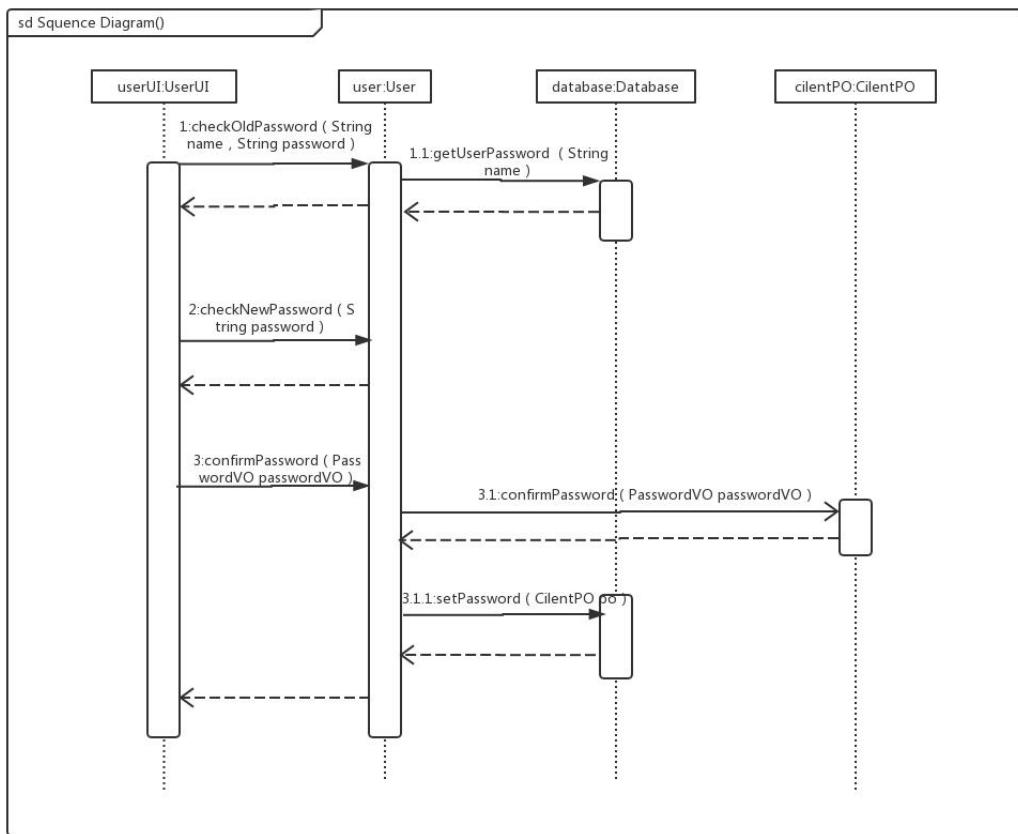 sd Squence Diagram()
userUI:UserUI
user:User
database:Database
cilentPO:CilentPO
1:checkOldPassword ( String
name , String password )
1.1:getUserPassword ( String
name )
2:checkNewPassword ( S
tring password )
3:confirmPassword ( Pass
wordVO passwordVO )
3.1:confirmPassword ( PasswordVO passwordVO )
3.1.1:setPassword ( CilentPO po )